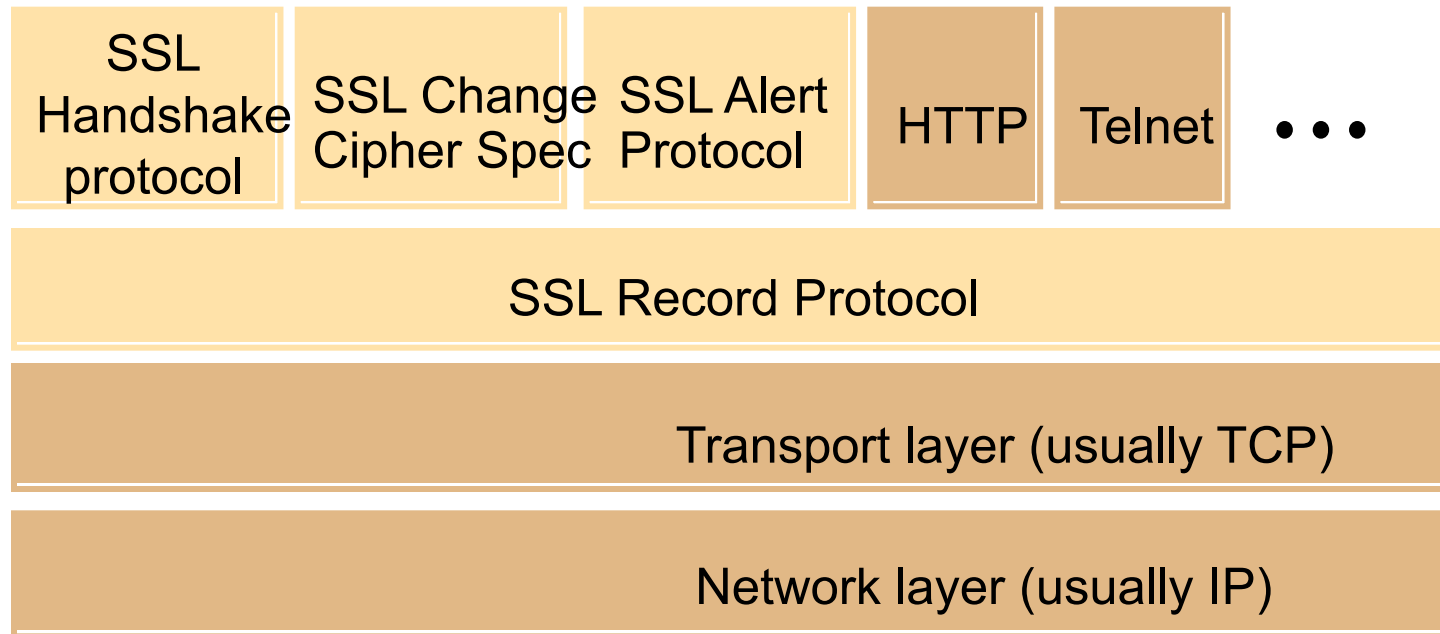 SSL
Handshake
protocol
SSL Change
Cipher Spec
SSL Alert
Protocol
HTTP
Telnet
• • •
SSL Record Protocol
Transport layer (usually TCP)
Network layer (usually IP)